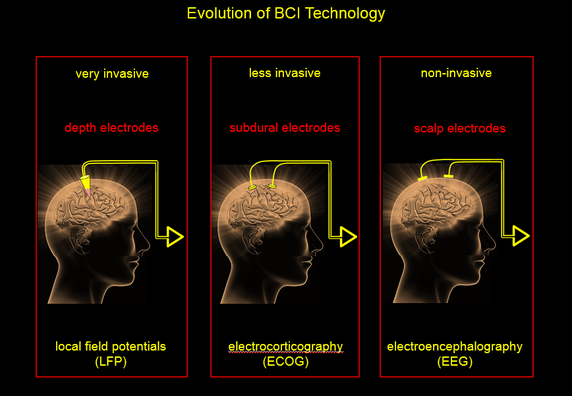 Evolution of BCI Technology
very invasive
depth electrodes
local field potentials
(LFP)
less invasive
subdural electrodes
electrocorticography
(ECOG)
non-invasive
scalp electrodes
electroencephalography
(EEG)